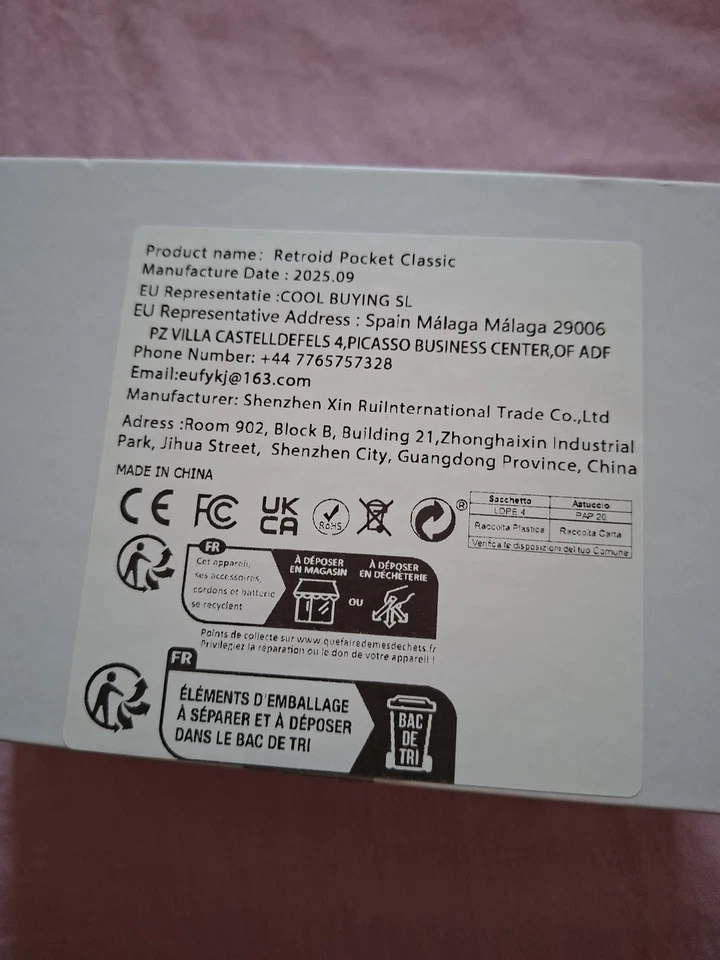 Product name: Retroid Pocket Classic
Manufacture Date : 2025.09
EU Representatie :COOL BUYING SL
EU Representative Address : Spain Málaga Málaga 29006
PZ VILLA CASTELLDEFELS 4,PICASSO BUSINESS CENTER,OF ADF
Phone Number: +44 7765757328
Email:eufykj@163.com
Manufacturer: Shenzhen Xin RuiInternational Trade Co.,Ltd
Adress :Room 902, Block B, Building 21,Zhonghaixin Industrial
Park, Jihua Street, Shenzhen City, Guangdong Province, China
MADE IN CHINA
CE FC UK CA RoHS ®
Sacchetto Astuccio
LDPE 4 PAP 20
Raccolta Plastica Raccolta Carta
Verifica le disposizioni del tuo Comune
FR
Cet appareil,
ses accessoires,
cordons et batterie
se recyclent
À DÉPOSER
EN MAGASIN
OU
À DÉPOSER
EN DÉCHÈTERIE
Points de collecte sur www.quefairedemesdechets.fr
Privilégiez la réparation ou le don de votre appareil !
FR
ÉLÉMENTS D'EMBALLAGE
À SÉPARER ET À DÉPOSER
DANS LE BAC DE TRI
BAC
DE
TRI